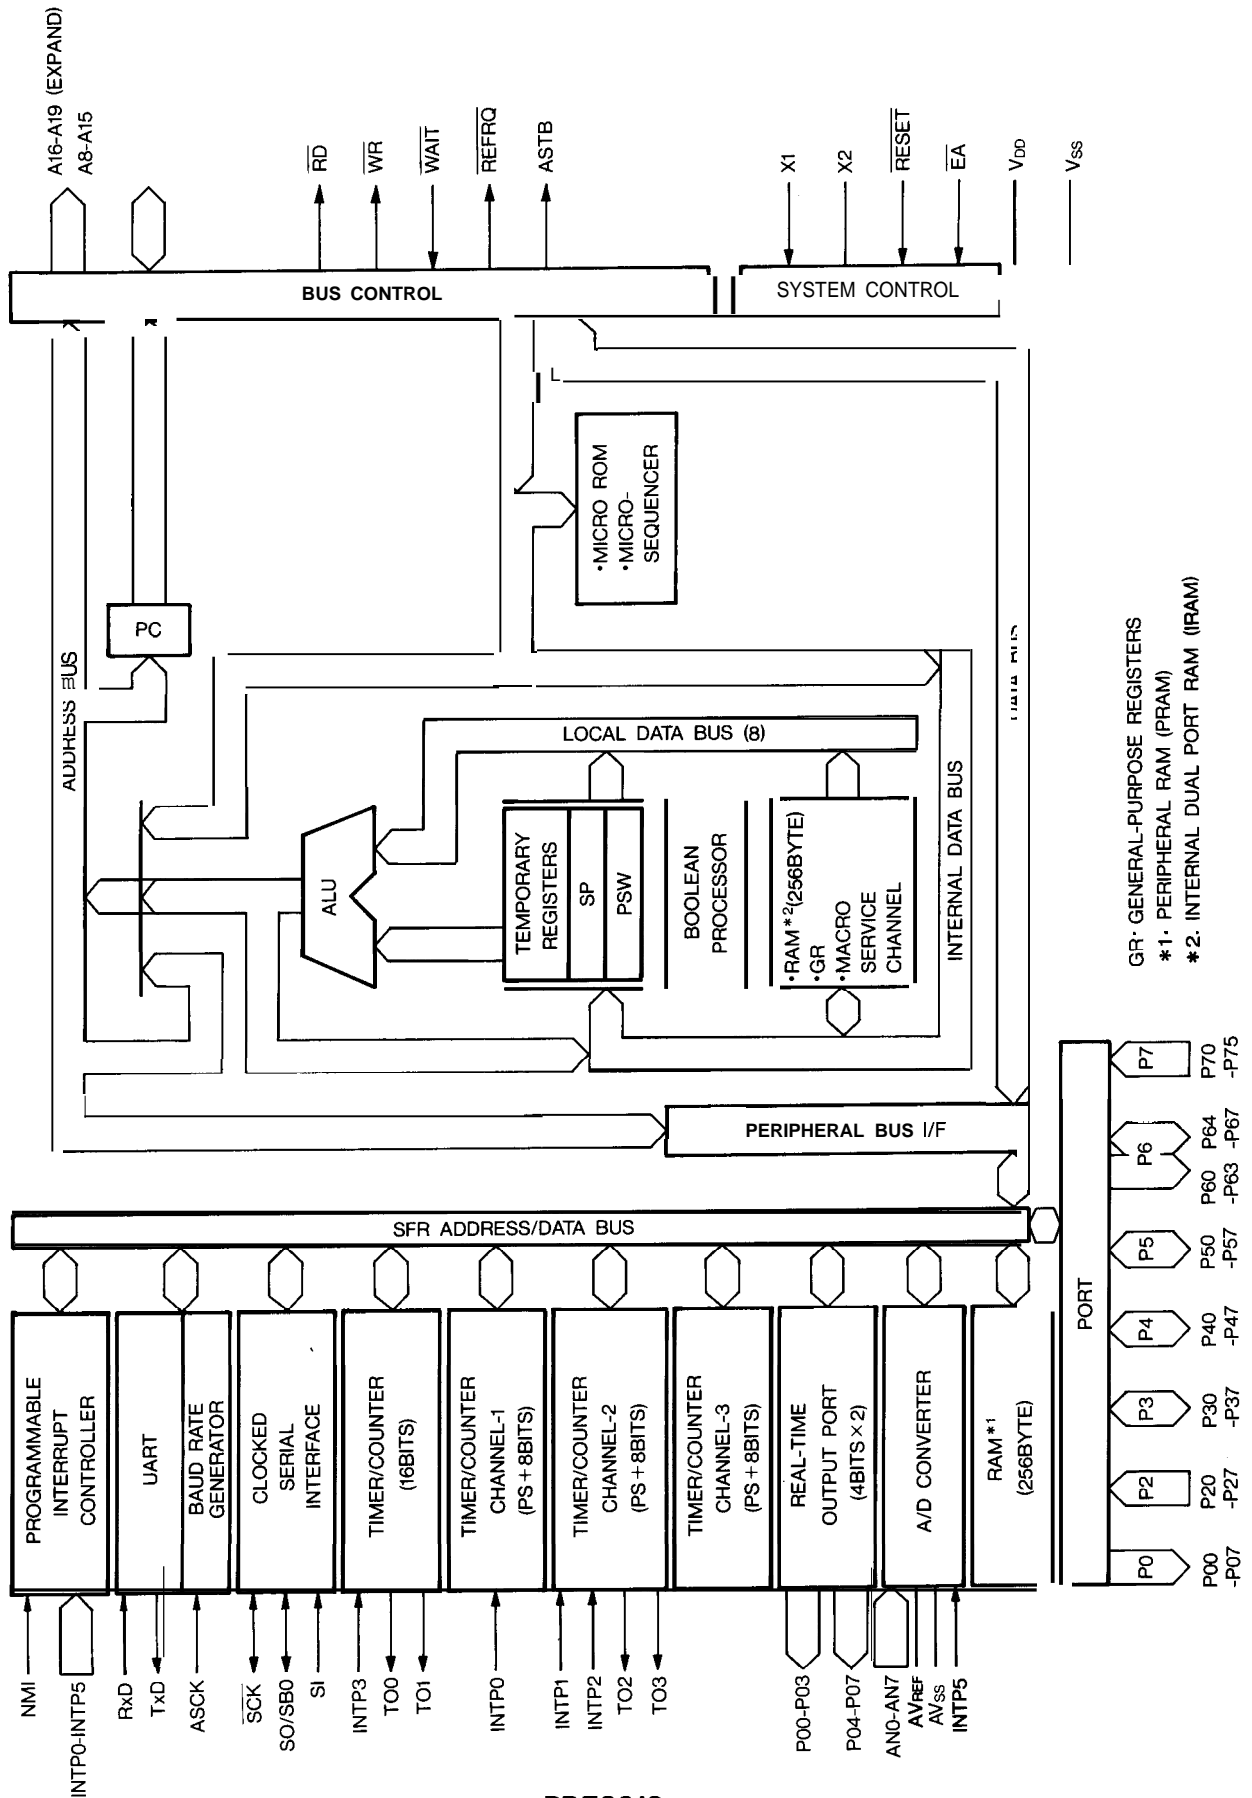 NMI
INTP0-INTP5
RxD
TxD
ASCK
SCK
SO/SB0
SI
INTP3
TO0
TO1
INTP0
INTP1
INTP2
TO2
TO3
P00-P03
P04-P07
AN0-AN7
AVREF
AVSS
INTP5
PROGRAMMABLE
INTERRUPT
CONTROLLER
UART
BAUD RATE
GENERATOR
CLOCKED
SERIAL
INTERFACE
TIMER/COUNTER
(16BITS)
TIMER/COUNTER
CHANNEL-1
(PS+8BITS)
TIMER/COUNTER
CHANNEL-2
(PS+8BITS)
TIMER/COUNTER
CHANNEL-3
(PS+8BITS)
REAL-TIME
OUTPUT PORT
(4BITS×2)
A/D CONVERTER
RAM*1
(256BYTE)
SFR ADDRESS/DATA BUS
PERIPHERAL BUS I/F
PORT
P0
P2
P3
P4
P5
P6
P7
P00
-P07
P20
-P27
P30
-P37
P40
-P47
P50
-P57
P60
-P63
P64
-P67
P70
-P75
ADDRESS BUS
PC
ALU
LOCAL DATA BUS (8)
TEMPORARY
REGISTERS
SP
PSW
BOOLEAN
PROCESSOR
•RAM*2(256BYTE)
•GR
•MACRO
SERVICE
CHANNEL
INTERNAL DATA BUS
DATA BUS
•MICRO ROM
•MICRO-
SEQUENCER
BUS CONTROL
SYSTEM CONTROL
A16-A19 (EXPAND)
A8-A15
RD
WR
WAIT
REFRQ
ASTB
X1
X2
RESET
EA
VDD
VSS
GR· GENERAL-PURPOSE REGISTERS
*1· PERIPHERAL RAM (PRAM)
*2. INTERNAL DUAL PORT RAM (IRAM)